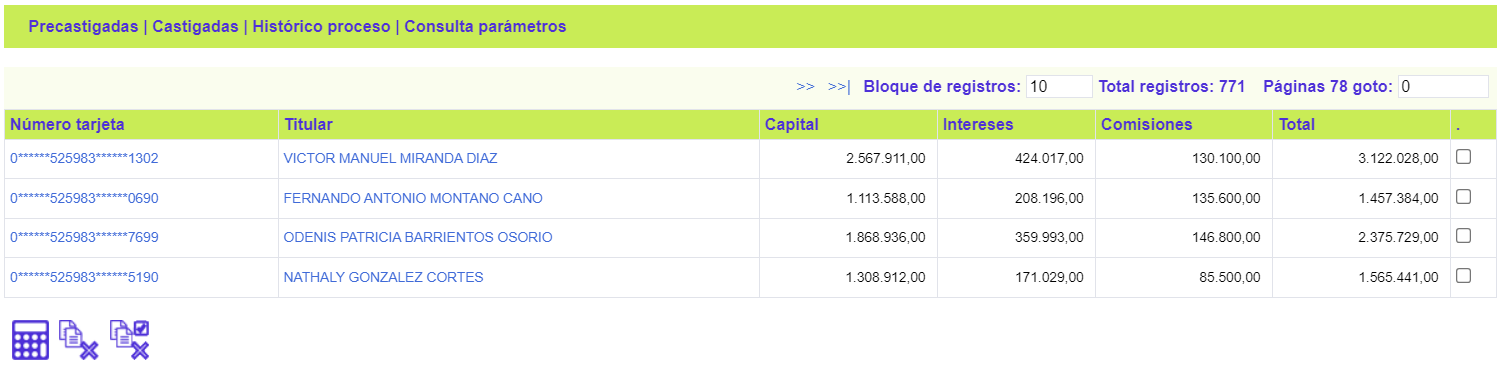 Precastigadas | Castigadas | Histórico proceso | Consulta parámetros
>> >>| Bloque de registros: 10 Total registros: 771 Páginas 78 goto: 0
Número tarjeta Titular Capital Intereses Comisiones Total .
0******525983******1302 VICTOR MANUEL MIRANDA DIAZ 2.567.911,00 424.017,00 130.100,00 3.122.028,00
0******525983******0690 FERNANDO ANTONIO MONTANO CANO 1.113.588,00 208.196,00 135.600,00 1.457.384,00
0******525983******7699 ODENIS PATRICIA BARRIENTOS OSORIO 1.868.936,00 359.993,00 146.800,00 2.375.729,00
0******525983******5190 NATHALY GONZALEZ CORTES 1.308.912,00 171.029,00 85.500,00 1.565.441,00